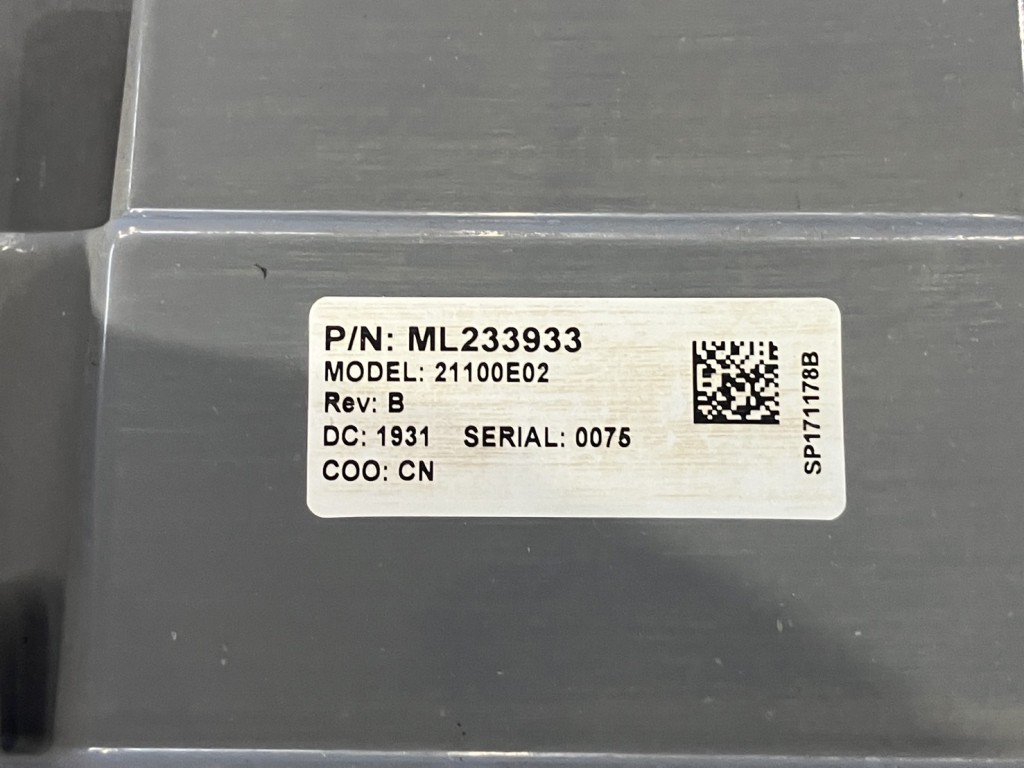 P/N: ML233933
MODEL: 21100E02
Rev: B
DC: 1931 SERIAL: 0075
COO: CN
SP171178B